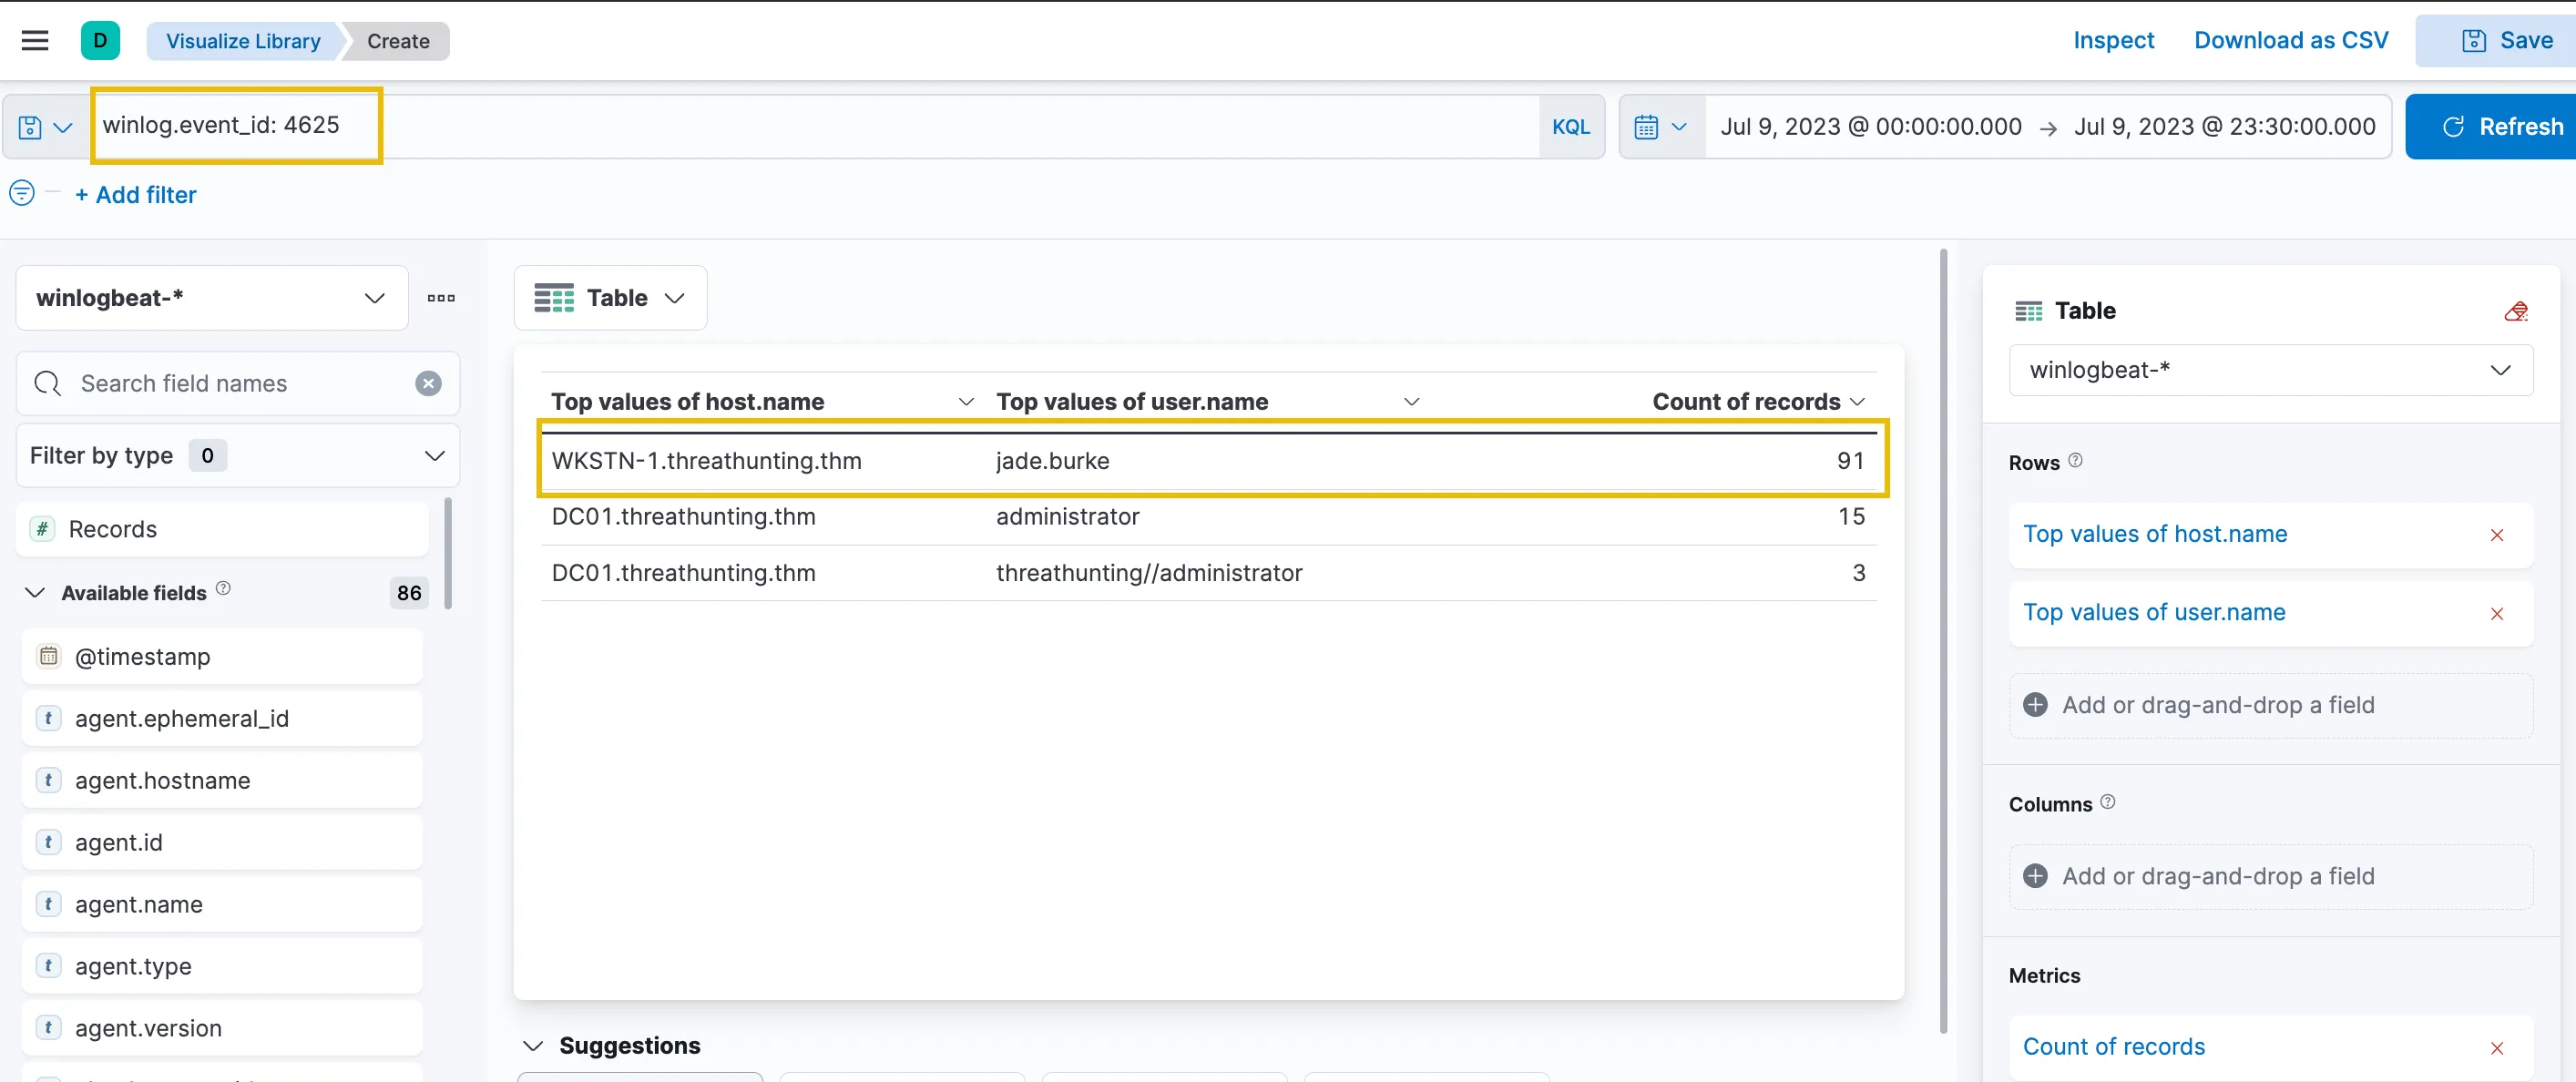 D
Visualize Library
Create
Inspect
Download as CSV
Save
winlog.event_id: 4625
KQL
Jul 9, 2023 @ 00:00:00.000 → Jul 9, 2023 @ 23:30:00.000
Refresh
+ Add filter
winlogbeat-*
Search field names
Filter by type 0
# Records
Available fields 86
@timestamp
t agent.ephemeral_id
t agent.hostname
t agent.id
t agent.name
t agent.type
t agent.version
Table
Top values of host.name Top values of user.name Count of records
WKSTN-1.threathunting.thm jade.burke 91
DC01.threathunting.thm administrator 15
DC01.threathunting.thm threathunting//administrator 3
Suggestions
Table
winlogbeat-*
Rows
Top values of host.name
Top values of user.name
Add or drag-and-drop a field
Columns
Add or drag-and-drop a field
Metrics
Count of records